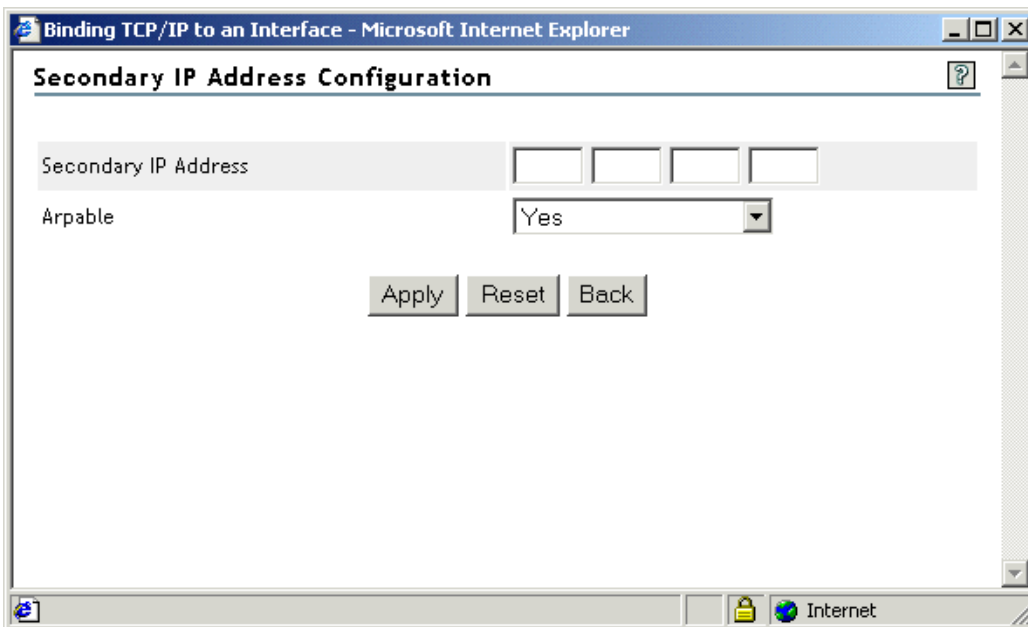 Binding TCP/IP to an Interface - Microsoft Internet Explorer
Secondary IP Address Configuration
?
Secondary IP Address
Arpable Yes
Apply Reset Back
Internet